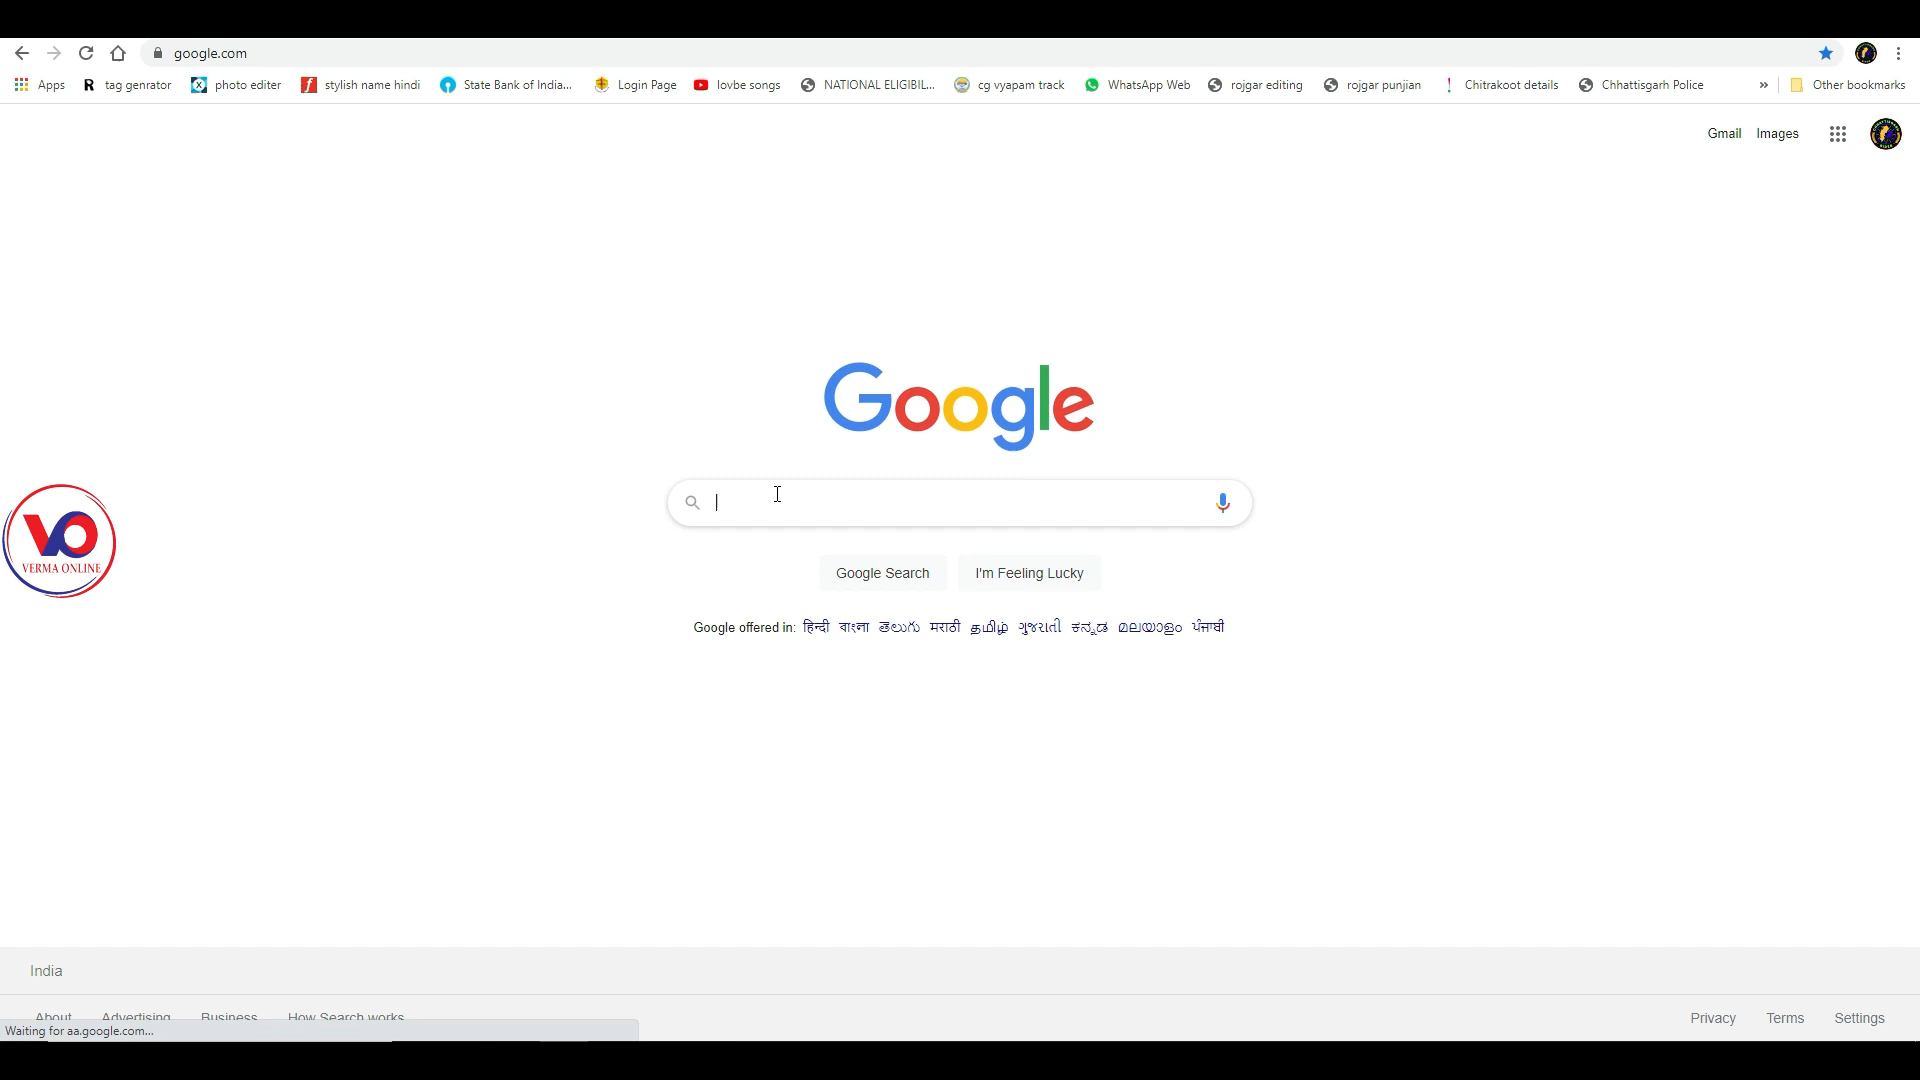 google.com
Apps tag genrator photo editer stylish name hindi State Bank of India... Login Page lovbe songs NATIONAL ELIGIBIL... cg vyapam track WhatsApp Web rojgar editing rojgar punjian Chitrakoot details Chhattisgarh Police » Other bookmarks
Gmail Images
Google
VO
VERMA ONLINE
Google Search I'm Feeling Lucky
Google offered in: हिन्दी বাংলা తెలుగు मराठी தமிழ் ગુજરાતી ಕನ್ನಡ മലയാളം ਪੰਜਾਬੀ
India
About Advertising Business How Search works Privacy Terms Settings
Waiting for aa.google.com...